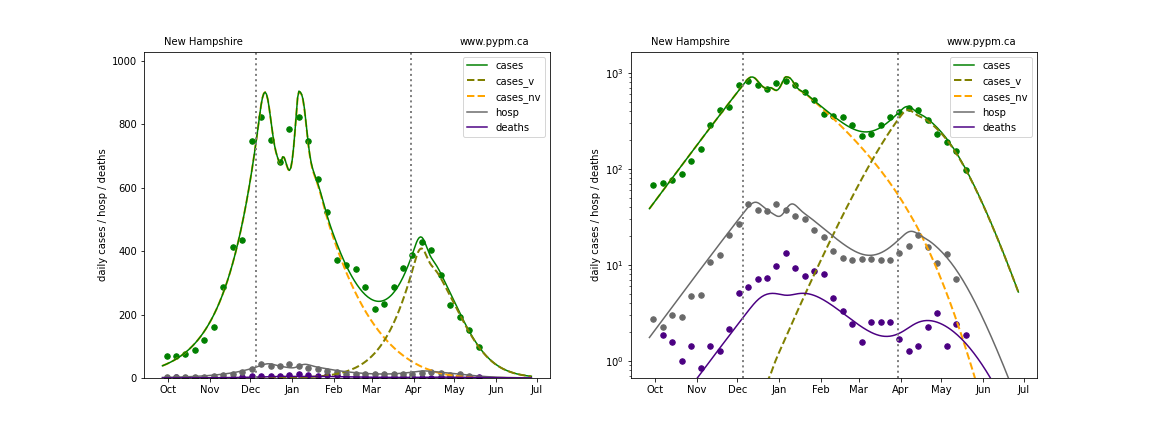 New Hampshire www.pypm.ca
1000
800
600
400
200
0
daily cases / hosp / deaths
cases
cases_v
cases_nv
hosp
deaths
Oct Nov Dec Jan Feb Mar Apr May Jun Jul
New Hampshire www.pypm.ca
10³
10²
10¹
10⁰
daily cases / hosp / deaths
cases
cases_v
cases_nv
hosp
deaths
Oct Nov Dec Jan Feb Mar Apr May Jun Jul